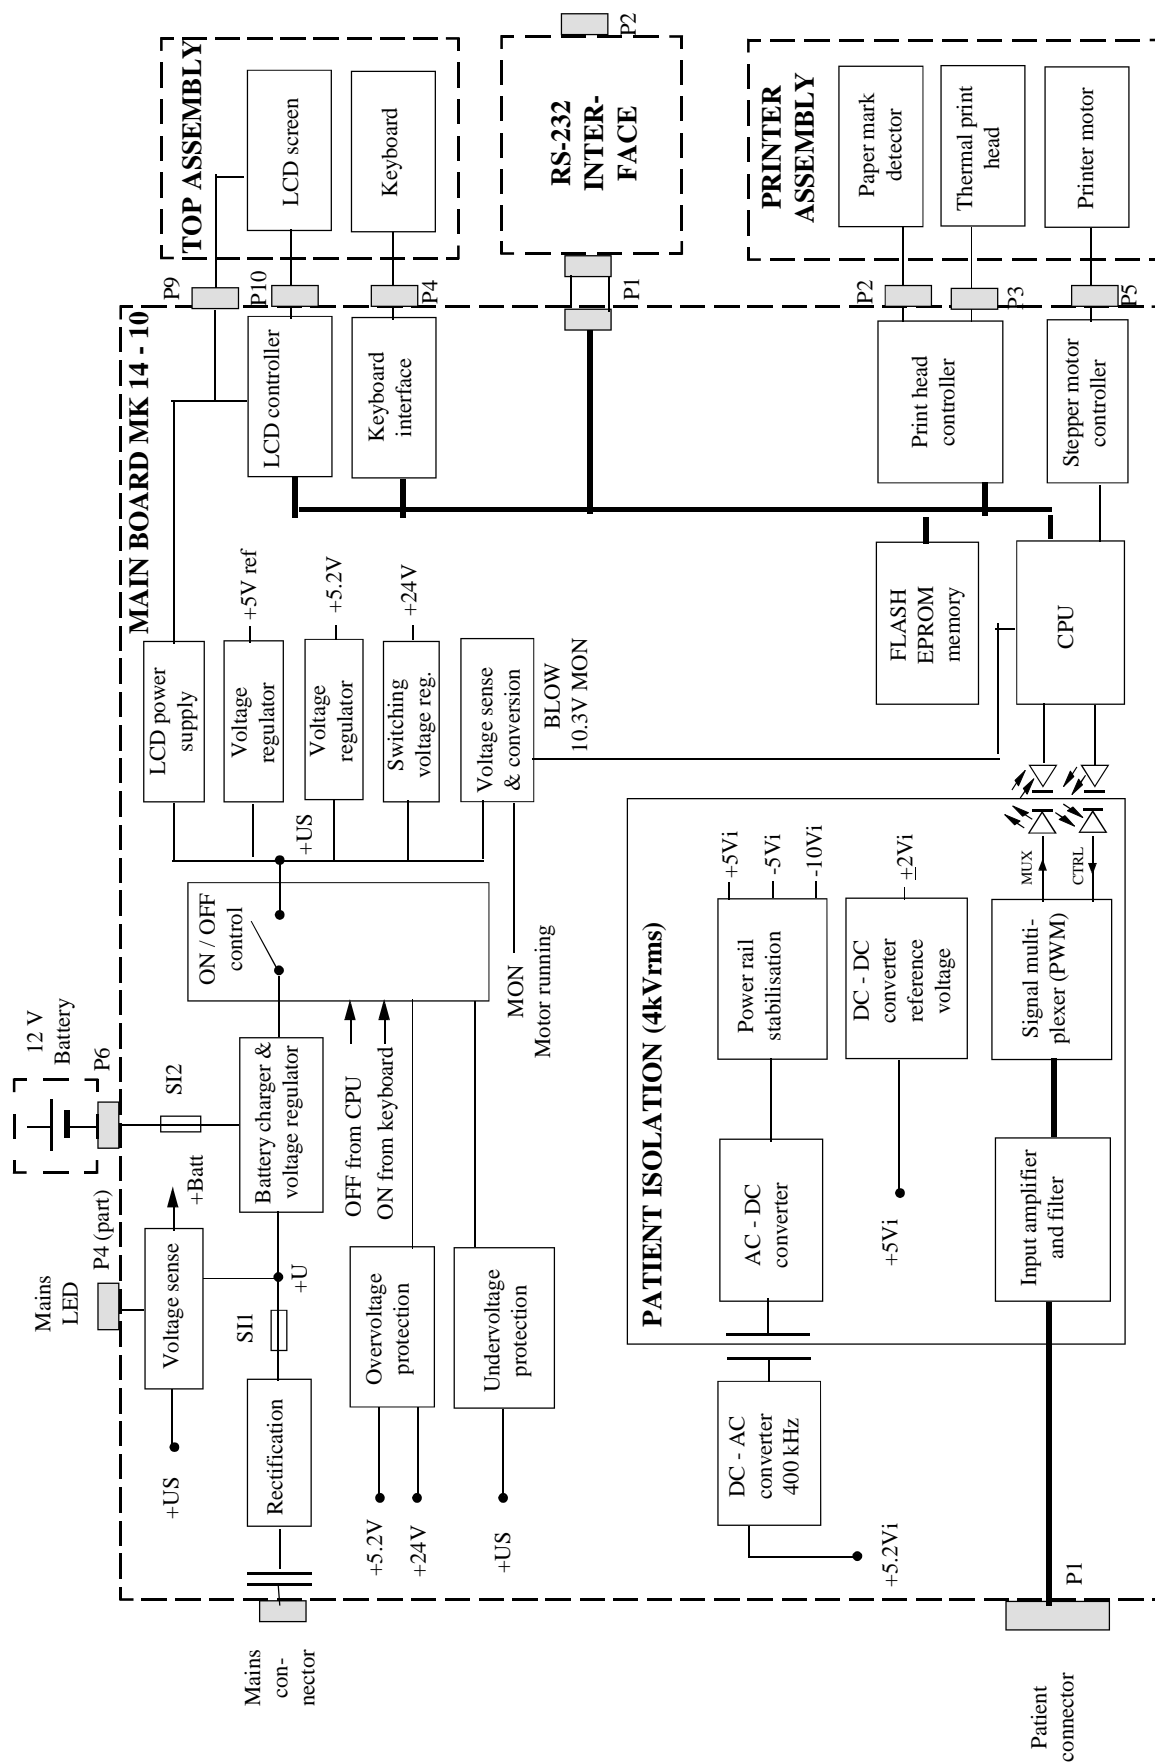 Mains
con-
nector
Patient
connector
P1
MAIN BOARD MK 14 - 10
Mains
LED
P4 (part)
12 V
Battery
P6
SI2
+Batt
Voltage sense
+US
Rectification
SI1
+U
Battery charger &
voltage regulator
ON / OFF
control
OFF from CPU
ON from keyboard
Overvoltage
protection
+5.2V
+24V
Undervoltage
protection
+US
MON
Motor running
+US
LCD power
supply
Voltage
regulator
+5V ref
Voltage
regulator
+5.2V
Switching
voltage reg.
+24V
Voltage sense
& conversion
BLOW
10.3V MON
LCD controller
Keyboard
interface
P9
P10
P4
TOP ASSEMBLY
LCD screen
Keyboard
P1
RS-232
INTER-
FACE
P2
PRINTER
ASSEMBLY
Paper mark
detector
Thermal print
head
Printer motor
P2
P3
P5
Print head
controller
Stepper motor
controller
FLASH
EPROM
memory
CPU
PATIENT ISOLATION (4kVrms)
DC - AC
converter
400 kHz
+5.2Vi
AC - DC
converter
Power rail
stabilisation
+5Vi
-5Vi
-10Vi
+5Vi
DC - DC
converter
reference
voltage
+2Vi
Input amplifier
and filter
Signal multi-
plexer (PWM)
MUX
CTRL